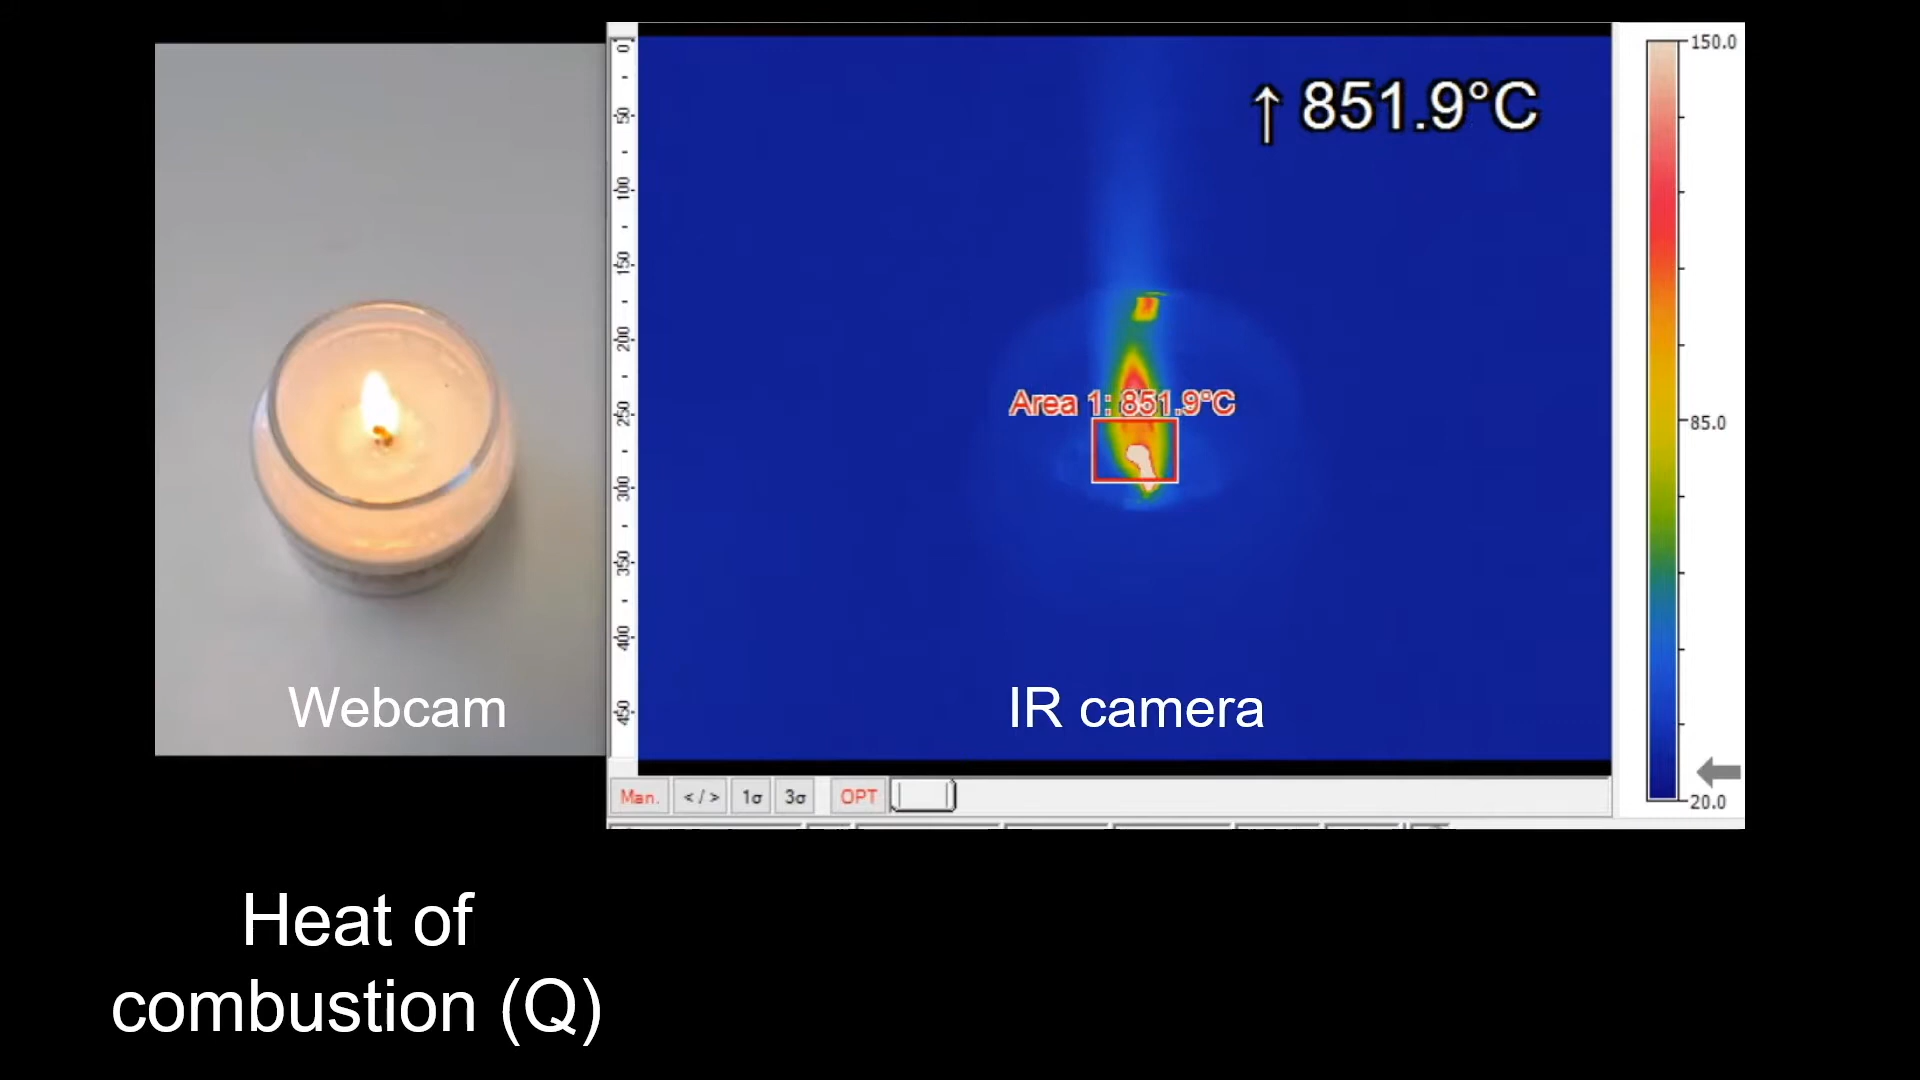 ↑ 851.9°C
Area 1: 851.9°C
Webcam
IR camera
0
50
100
150
200
250
300
350
400
450
150.0
85.0
20.0
Man.
< / >
1σ
3σ
OPT
Heat of
combustion (Q)